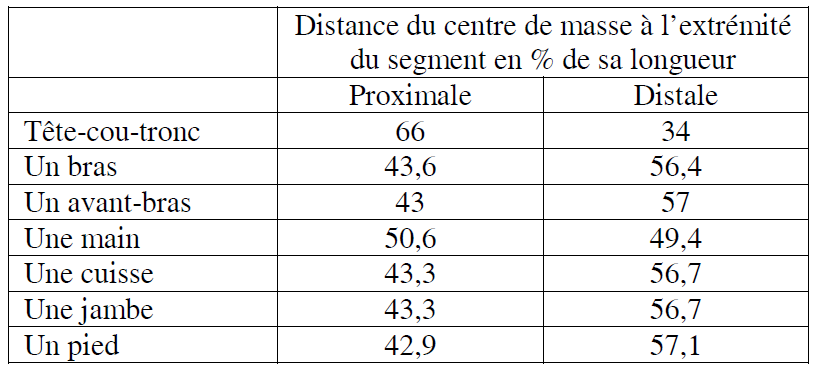 Distance du centre de masse à l’extrémité
du segment en % de sa longueur
Proximale Distale
Tête-cou-tronc 66 34
Un bras 43,6 56,4
Un avant-bras 43 57
Une main 50,6 49,4
Une cuisse 43,3 56,7
Une jambe 43,3 56,7
Un pied 42,9 57,1